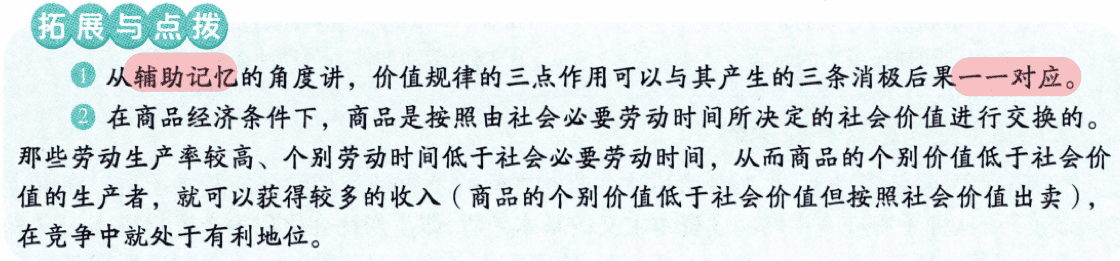 拓展与点拨
1 从辅助记忆的角度讲，价值规律的三点作用可以与其产生的三条消极后果一一对应。
2 在商品经济条件下，商品是按照由社会必要劳动时间所决定的社会价值进行交换的。
那些劳动生产率较高、个别劳动时间低于社会必要劳动时间，从而商品的个别价值低于社会价
值的生产者，就可以获得较多的收入（商品的个别价值低于社会价值但按照社会价值出卖），
在竞争中就处于有利地位。